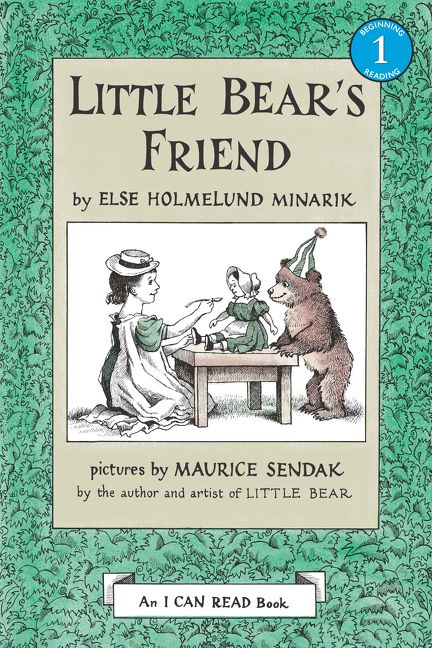 BEGINNING
1
READING
LITTLE BEAR'S
FRIEND
by ELSE HOLMELUND MINARIK
pictures by MAURICE SENDAK
by the author and artist of LITTLE BEAR
An I CAN READ Book